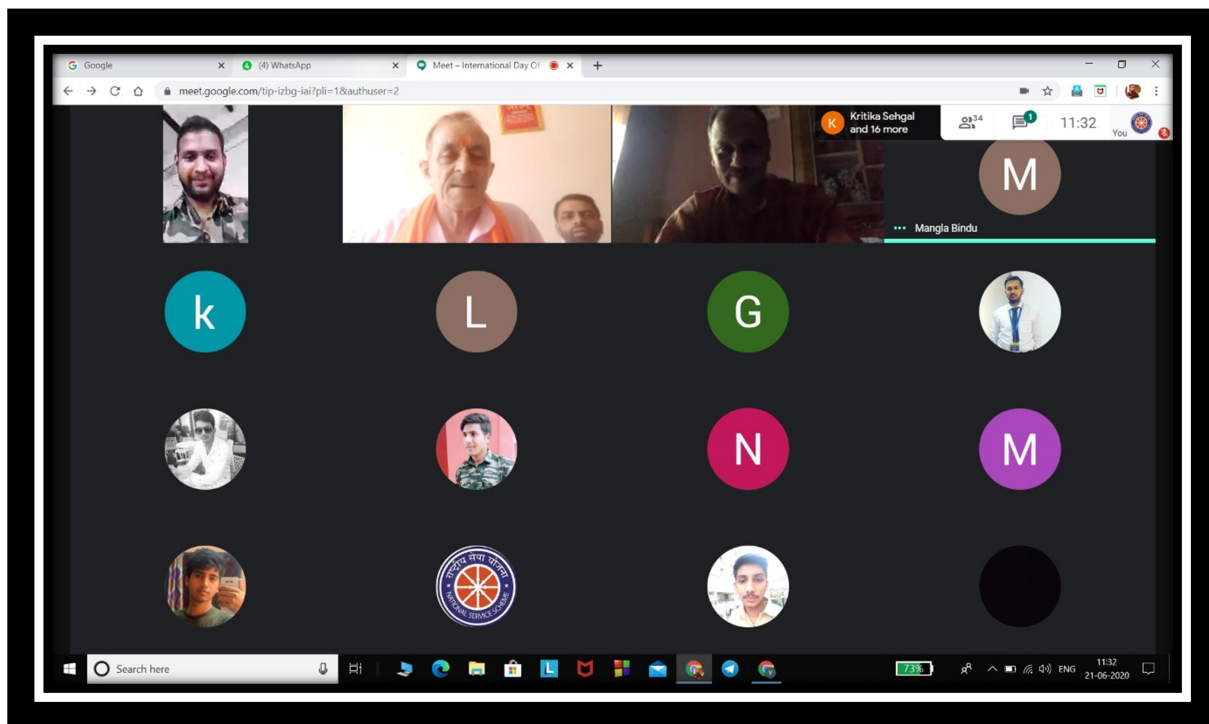 Google
(4) WhatsApp
Meet – International Day Of
meet.google.com/tip-izbg-iai?pli=1&authuser=2
K
Kritika Sehgal
and 16 more
34
1
11:32
You
M
Mangla Bindu
k
L
G
N
M
राष्ट्रीय सेवा योजना
NATIONAL SERVICE SCHEME
Search here
L
73%
ENG
11:32
21-06-2020